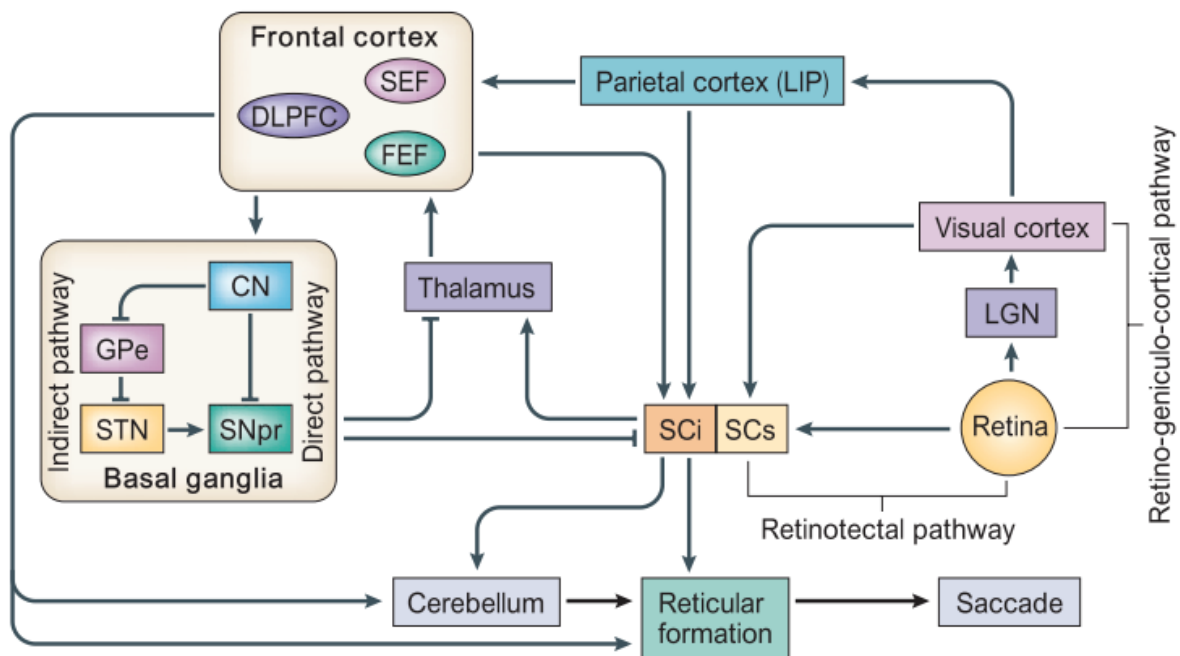 Frontal cortex
SEF
DLPFC
FEF
Parietal cortex (LIP)
Visual cortex
LGN
Retina
Retino-geniculo-cortical pathway
Thalamus
CN
GPe
STN
SNpr
Indirect pathway
Direct pathway
Basal ganglia
SCi
SCs
Retinotectal pathway
Cerebellum
Reticular
formation
Saccade